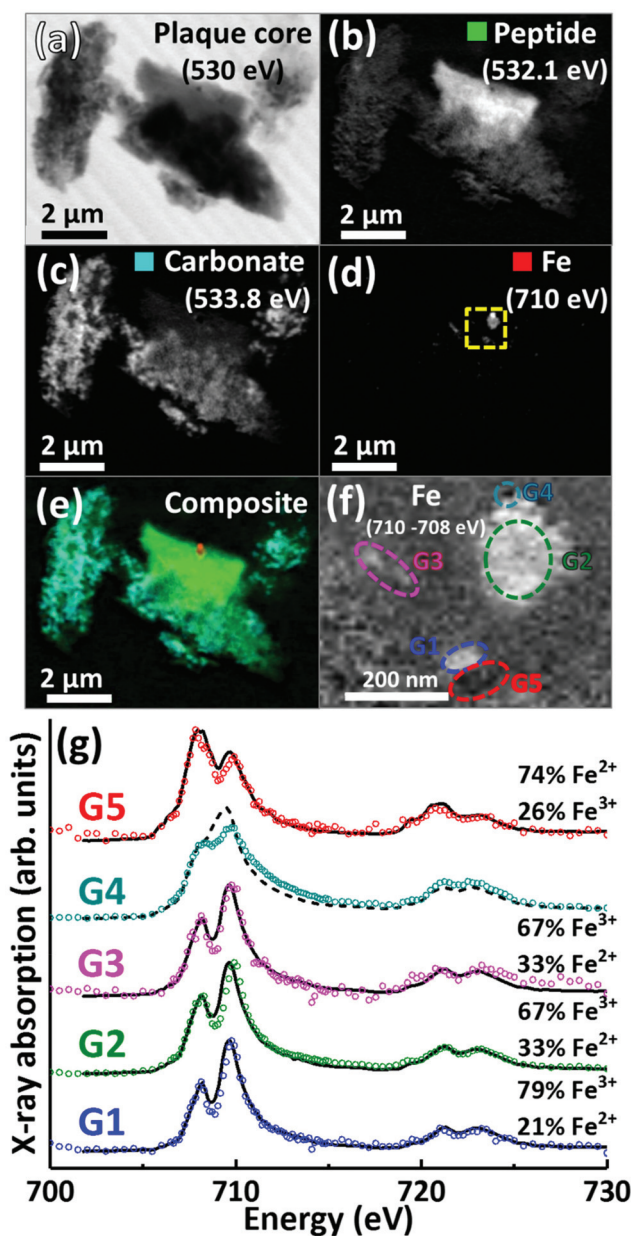 (a) Plaque core
(530 eV)
2 µm
(b) Peptide
(532.1 eV)
2 µm
(c) Carbonate
(533.8 eV)
2 µm
(d) Fe
(710 eV)
2 µm
(e) Composite
2 µm
(f) Fe
(710 -708 eV)
G4
G3
G2
G1
G5
200 nm
(g)
X-ray absorption (arb. units)
G5
74% Fe²⁺
26% Fe³⁺
G4
G3
67% Fe³⁺
33% Fe²⁺
G2
67% Fe³⁺
33% Fe²⁺
G1
79% Fe³⁺
21% Fe²⁺
700 710 720 730
Energy (eV)